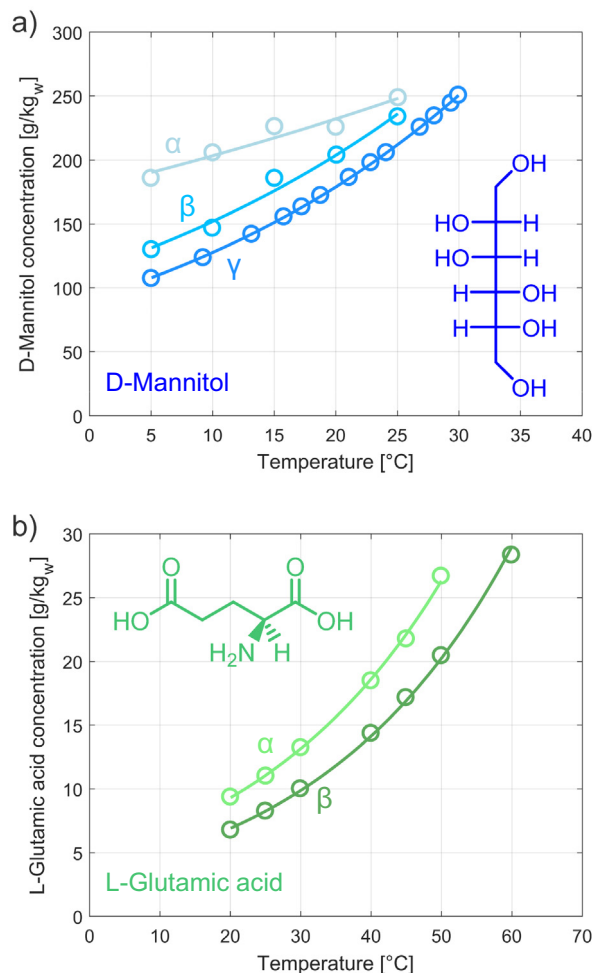 a)
D-Mannitol concentration [g/kgw]
300
250
200
150
100
50
0
α
β
γ
D-Mannitol
OH
HO H
HO H
H OH
H OH
OH
0 5 10 15 20 25 30 35 40
Temperature [°C]
b)
L-Glutamic acid concentration [g/kgw]
30
25
20
15
10
5
0
O O
HO OH
H2N H
α
β
L-Glutamic acid
0 10 20 30 40 50 60 70
Temperature [°C]